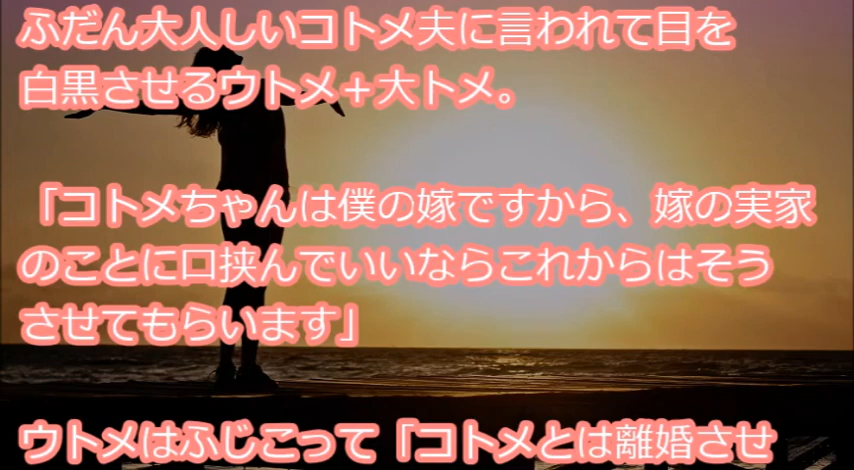 ふだん大人しいコトメ夫に言われて目を
白黒させるウトメ＋大トメ。
「コトメちゃんは僕の嫁ですから、嫁の実家
のことに口挟んでいいならこれからはそう
させてもらいます」
ウトメはふじこって「コトメとは離婚させ